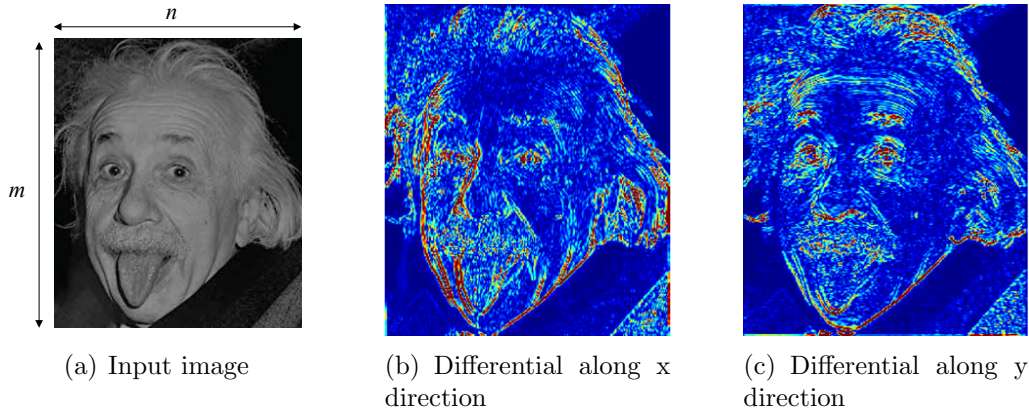 n
m
(a) Input image
(b) Differential along x
direction
(c) Differential along y
direction